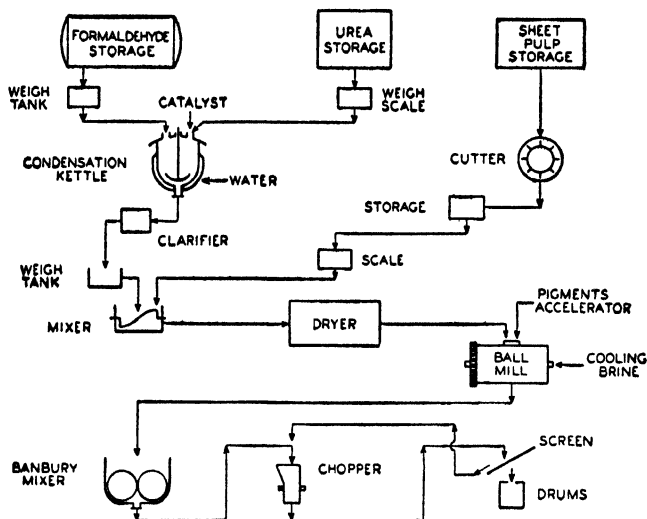 FORMALDEHYDE
STORAGE
UREA
STORAGE
SHEET
PULP
STORAGE
WEIGH
TANK
CATALYST
WEIGH
SCALE
CONDENSATION
KETTLE
WATER
CUTTER
STORAGE
CLARIFIER
SCALE
WEIGH
TANK
MIXER
DRYER
PIGMENTS
ACCELERATOR
BALL
MILL
COOLING
BRINE
BANBURY
MIXER
CHOPPER
SCREEN
DRUMS